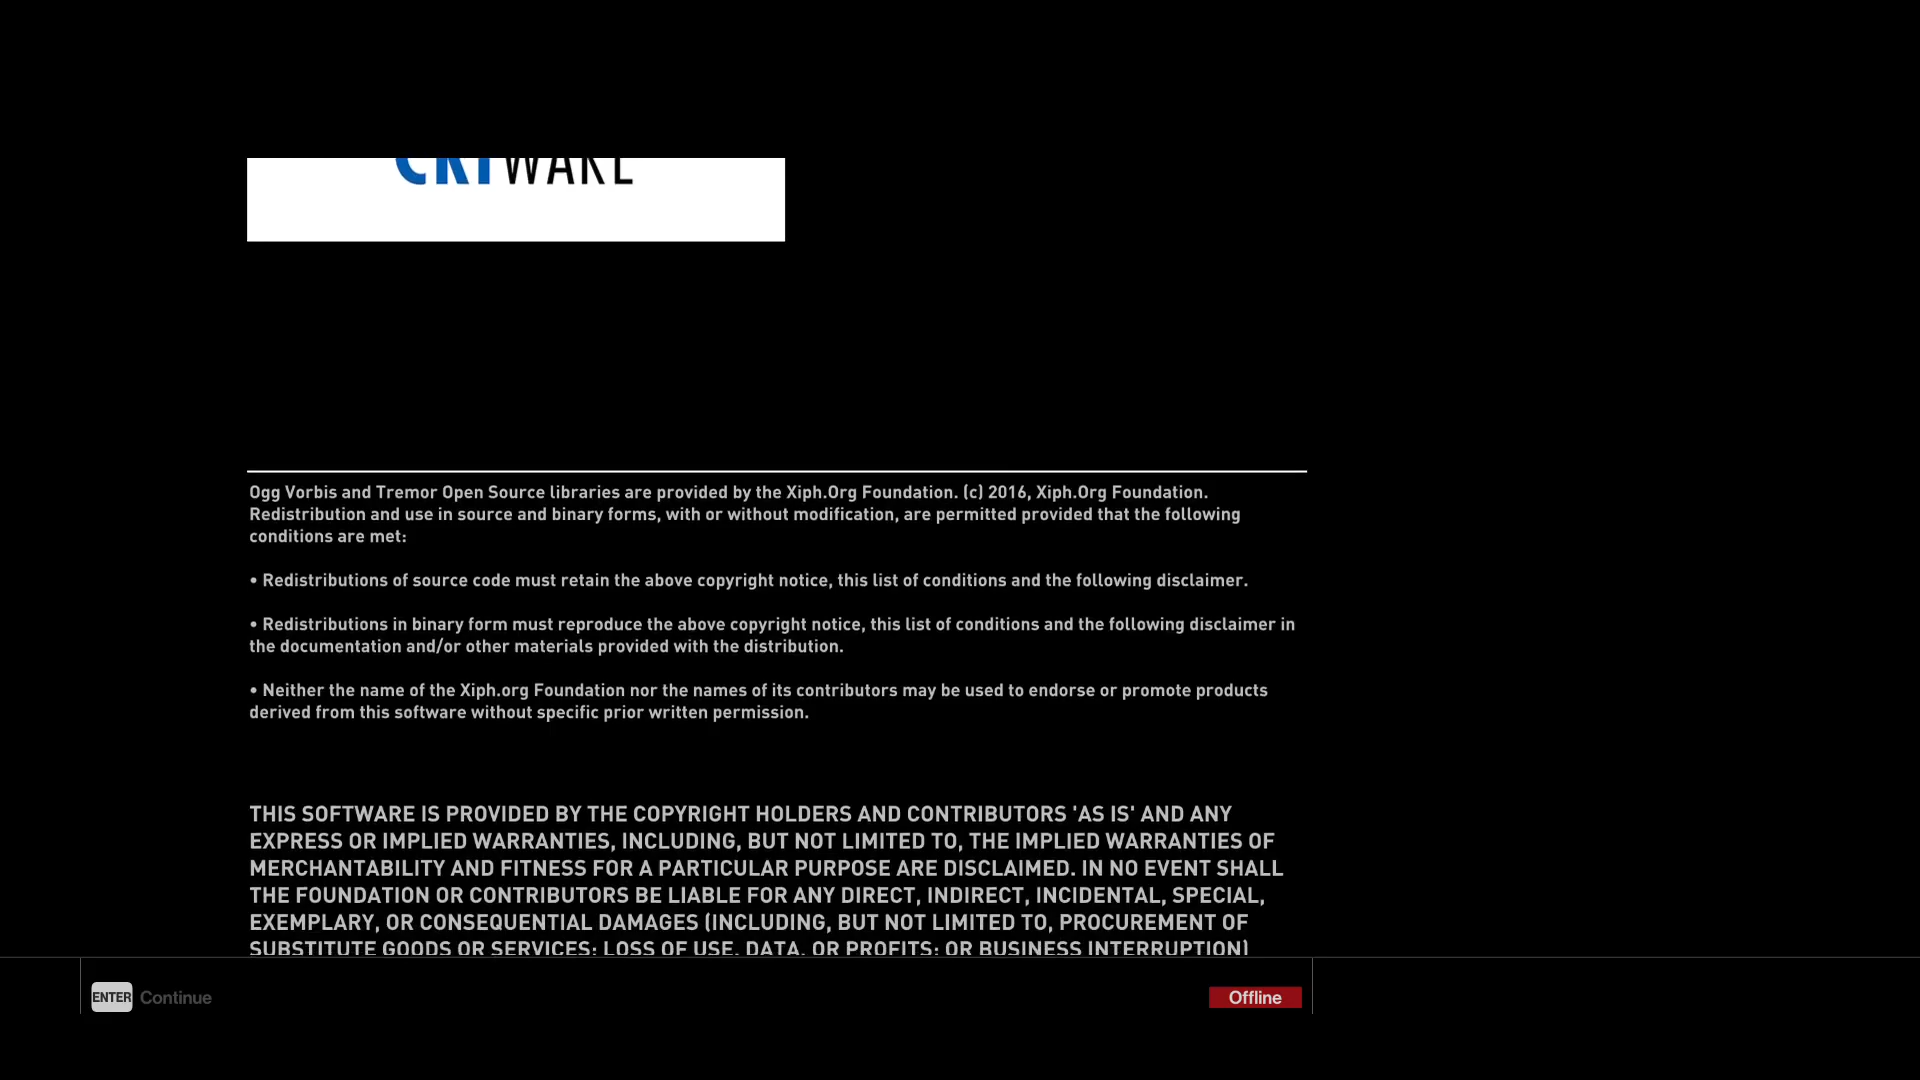 CRIWARE
Ogg Vorbis and Tremor Open Source libraries are provided by the Xiph.Org Foundation. (c) 2016, Xiph.Org Foundation.
Redistribution and use in source and binary forms, with or without modification, are permitted provided that the following
conditions are met:
• Redistributions of source code must retain the above copyright notice, this list of conditions and the following disclaimer.
• Redistributions in binary form must reproduce the above copyright notice, this list of conditions and the following disclaimer in
the documentation and/or other materials provided with the distribution.
• Neither the name of the Xiph.org Foundation nor the names of its contributors may be used to endorse or promote products
derived from this software without specific prior written permission.
THIS SOFTWARE IS PROVIDED BY THE COPYRIGHT HOLDERS AND CONTRIBUTORS 'AS IS' AND ANY
EXPRESS OR IMPLIED WARRANTIES, INCLUDING, BUT NOT LIMITED TO, THE IMPLIED WARRANTIES OF
MERCHANTABILITY AND FITNESS FOR A PARTICULAR PURPOSE ARE DISCLAIMED. IN NO EVENT SHALL
THE FOUNDATION OR CONTRIBUTORS BE LIABLE FOR ANY DIRECT, INDIRECT, INCIDENTAL, SPECIAL,
EXEMPLARY, OR CONSEQUENTIAL DAMAGES (INCLUDING, BUT NOT LIMITED TO, PROCUREMENT OF
SUBSTITUTE GOODS OR SERVICES; LOSS OF USE, DATA, OR PROFITS; OR BUSINESS INTERRUPTION)
ENTER Continue
Offline